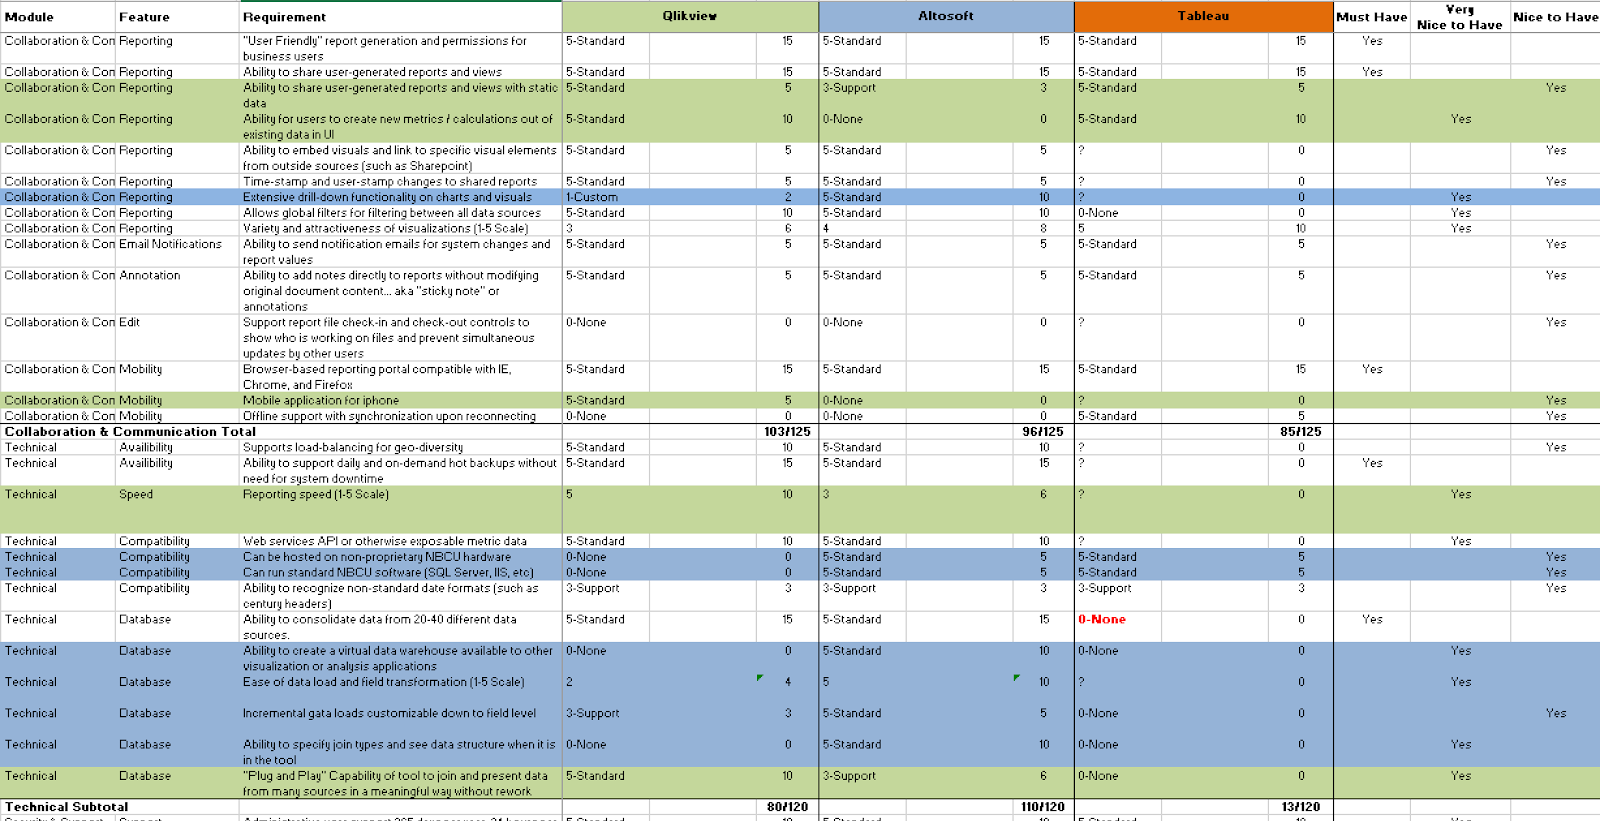 Module Feature Requirement Qlikview Altosoft Tableau Must Have Very Nice to Have Nice to Have
Collaboration & Con Reporting "User Friendly" report generation and permissions for business users 5-Standard 15 5-Standard 15 5-Standard 15 Yes
Collaboration & Con Reporting Ability to share user-generated reports and views 5-Standard 15 5-Standard 15 5-Standard 15 Yes
Collaboration & Con Reporting Ability to share user-generated reports and views with static data 5-Standard 5 3-Support 3 5-Standard 5 Yes
Collaboration & Con Reporting Ability for users to create new metrics / calculations out of existing data in UI 5-Standard 10 0-None 0 5-Standard 10 Yes
Collaboration & Con Reporting Ability to embed visuals and link to specific visual elements from outside sources (such as Sharepoint) 5-Standard 5 5-Standard 5 ? 0 Yes
Collaboration & Con Reporting Time-stamp and user-stamp changes to shared reports 5-Standard 5 5-Standard 5 ? 0 Yes
Collaboration & Con Reporting Extensive drill-down functionality on charts and visuals 1-Custom 2 5-Standard 10 ? 0 Yes
Collaboration & Con Reporting Allows global filters for filtering between all data sources 5-Standard 10 5-Standard 10 0-None 0 Yes
Collaboration & Con Reporting Variety and attractiveness of visualizations (1-5 Scale) 3 6 4 8 5 10 Yes
Collaboration & Con Email Notifications Ability to send notification emails for system changes and report values 5-Standard 5 5-Standard 5 5-Standard 5 Yes
Collaboration & Con Annotation Ability to add notes directly to reports without modifying original document content... aka "sticky note" or annotations 5-Standard 5 5-Standard 5 5-Standard 5 Yes
Collaboration & Con Edit Support report file check-in and check-out controls to show who is working on files and prevent simultaneous updates by other users 0-None 0 0-None 0 ? 0 Yes
Collaboration & Con Mobility Browser-based reporting portal compatible with IE, Chrome, and Firefox 5-Standard 15 5-Standard 15 5-Standard 15 Yes
Collaboration & Con Mobility Mobile application for iphone 5-Standard 5 0-None 0 ? 0 Yes
Collaboration & Con Mobility Offline support with synchronization upon reconnecting 0-None 0 0-None 0 5-Standard 5 Yes
Collaboration & Communication Total 103/125 96/125 85/125
Technical Availibility Supports load-balancing for geo-diversity 5-Standard 10 5-Standard 10 ? 0 Yes
Technical Availibility Ability to support daily and on-demand hot backups without need for system downtime 5-Standard 15 5-Standard 15 ? 0 Yes
Technical Speed Reporting speed (1-5 Scale) 5 10 3 6 ? 0 Yes
Technical Compatibility Web services API or otherwise exposable metric data 5-Standard 10 5-Standard 10 ? 0 Yes
Technical Compatibility Can be hosted on non-proprietary NBCU hardware 0-None 0 5-Standard 5 5-Standard 5 Yes
Technical Compatibility Can run standard NBCU software (SQL Server, IIS, etc) 0-None 0 5-Standard 5 5-Standard 5 Yes
Technical Compatibility Ability to recognize non-standard date formats (such as century headers) 3-Support 3 3-Support 3 3-Support 3 Yes
Technical Database Ability to consolidate data from 20-40 different data sources. 5-Standard 15 5-Standard 15 0-None 0 Yes
Technical Database Ability to create a virtual data warehouse available to other visualization or analysis applications 0-None 0 5-Standard 10 0-None 0 Yes
Technical Database Ease of data load and field transformation (1-5 Scale) 2 4 5 10 ? 0 Yes
Technical Database Incremental gata loads customizable down to field level 3-Support 3 5-Standard 5 0-None 0 Yes
Technical Database Ability to specify join types and see data structure when it is in the tool 0-None 0 5-Standard 10 0-None 0 Yes
Technical Database "Plug and Play" Capability of tool to join and present data from many sources in a meaningful way without rework 5-Standard 10 3-Support 6 0-None 0 Yes
Technical Subtotal 80/120 110/120 13/120